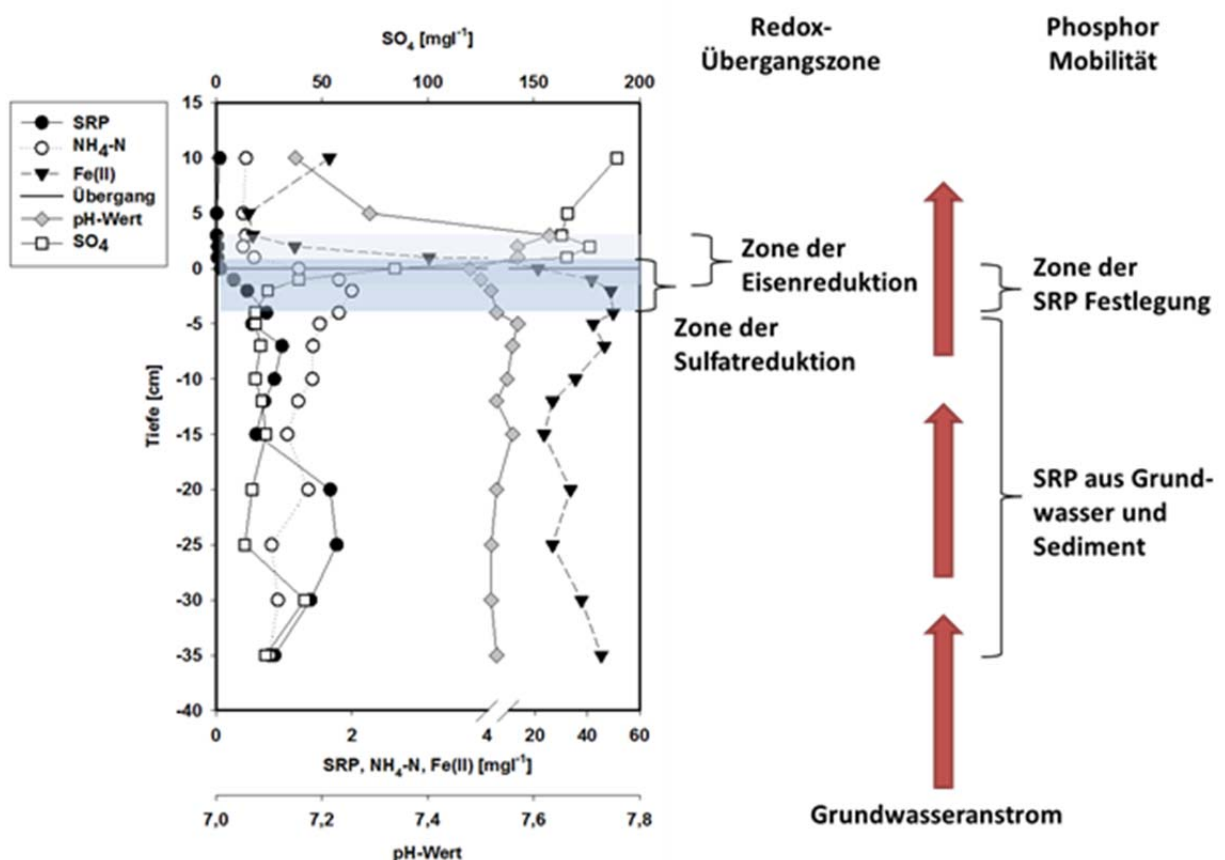 SO₄ [mgl⁻¹]
0 50 100 150 200
SRP
NH₄-N
Fe(II)
Übergang
pH-Wert
SO₄
15
10
5
0
-5
-10
-15
-20
-25
-30
-35
-40
Tiefe [cm]
0 2 4 20 40 60
SRP, NH₄-N, Fe(II) [mgl⁻¹]
7,0 7,2 7,4 7,6 7,8
pH-Wert
Redox-
Übergangszone
Zone der
Eisenreduktion
Zone der
Sulfatreduktion
Phosphor
Mobilität
Zone der
SRP Festlegung
SRP aus Grund-
wasser und
Sediment
Grundwasseranstrom